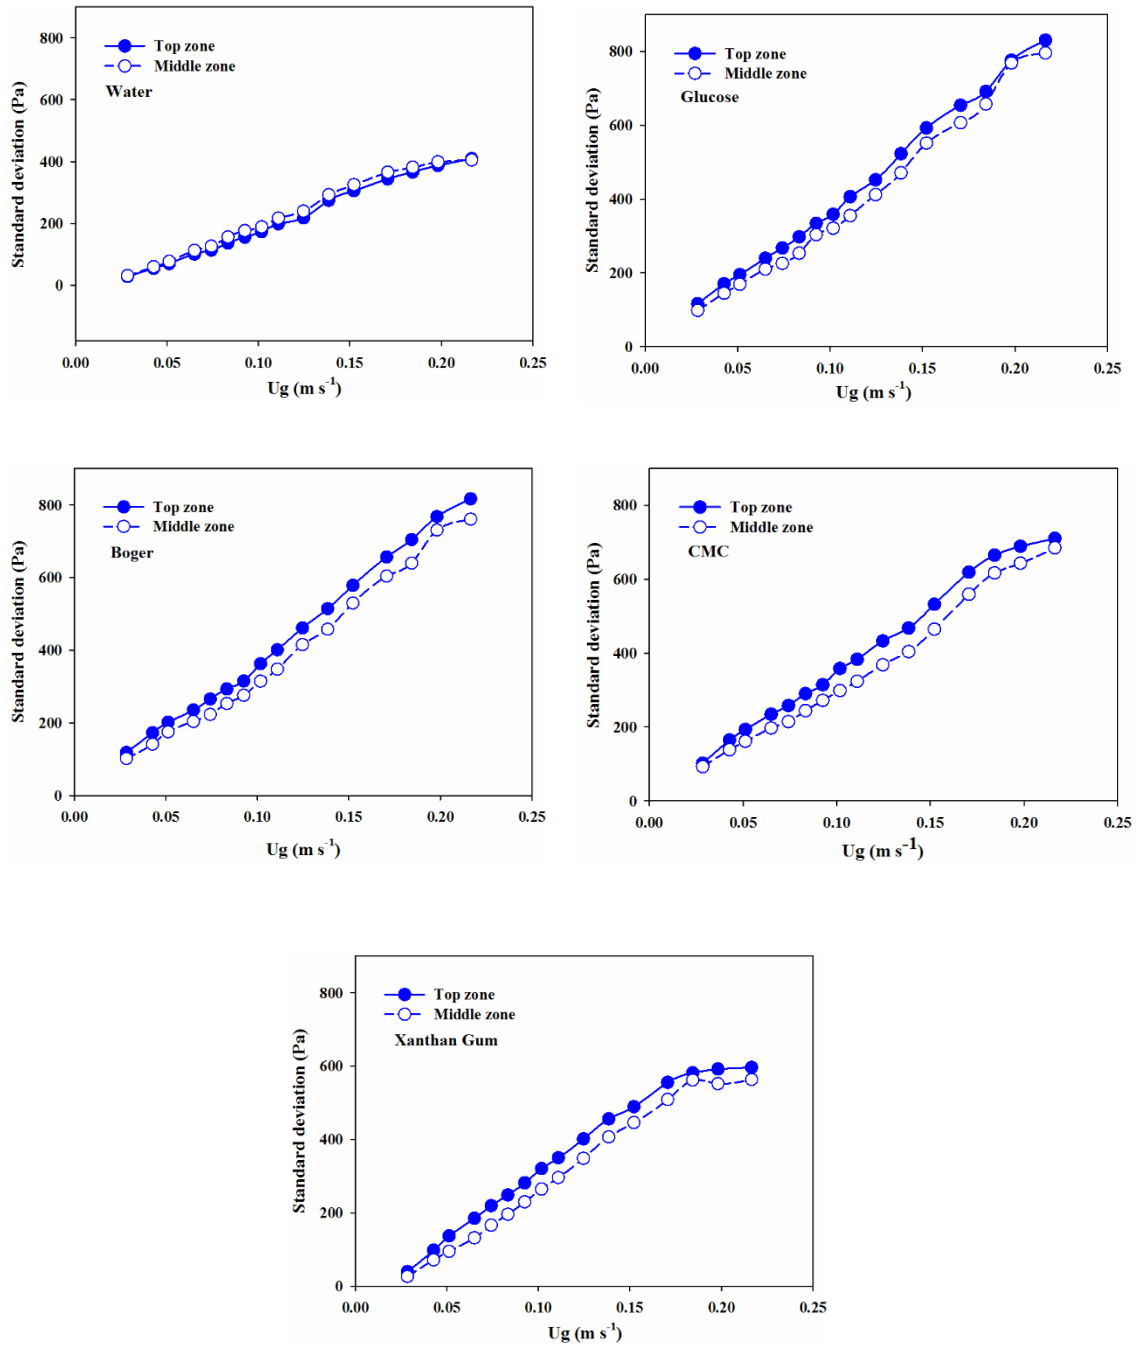 Standard deviation (Pa)
800
600
400
200
0
Top zone
Middle zone
Water
0.00 0.05 0.10 0.15 0.20 0.25
Ug (m s-1)
Standard deviation (Pa)
800
600
400
200
0
Top zone
Middle zone
Glucose
0.00 0.05 0.10 0.15 0.20 0.25
Ug (m s-1)
Standard deviation (Pa)
800
600
400
200
0
Top zone
Middle zone
Boger
0.00 0.05 0.10 0.15 0.20 0.25
Ug (m s-1)
Standard deviation (Pa)
800
600
400
200
0
Top zone
Middle zone
CMC
0.00 0.05 0.10 0.15 0.20 0.25
Ug (m s-1)
Standard deviation (Pa)
800
600
400
200
0
Top zone
Middle zone
Xanthan Gum
0.00 0.05 0.10 0.15 0.20 0.25
Ug (m s-1)